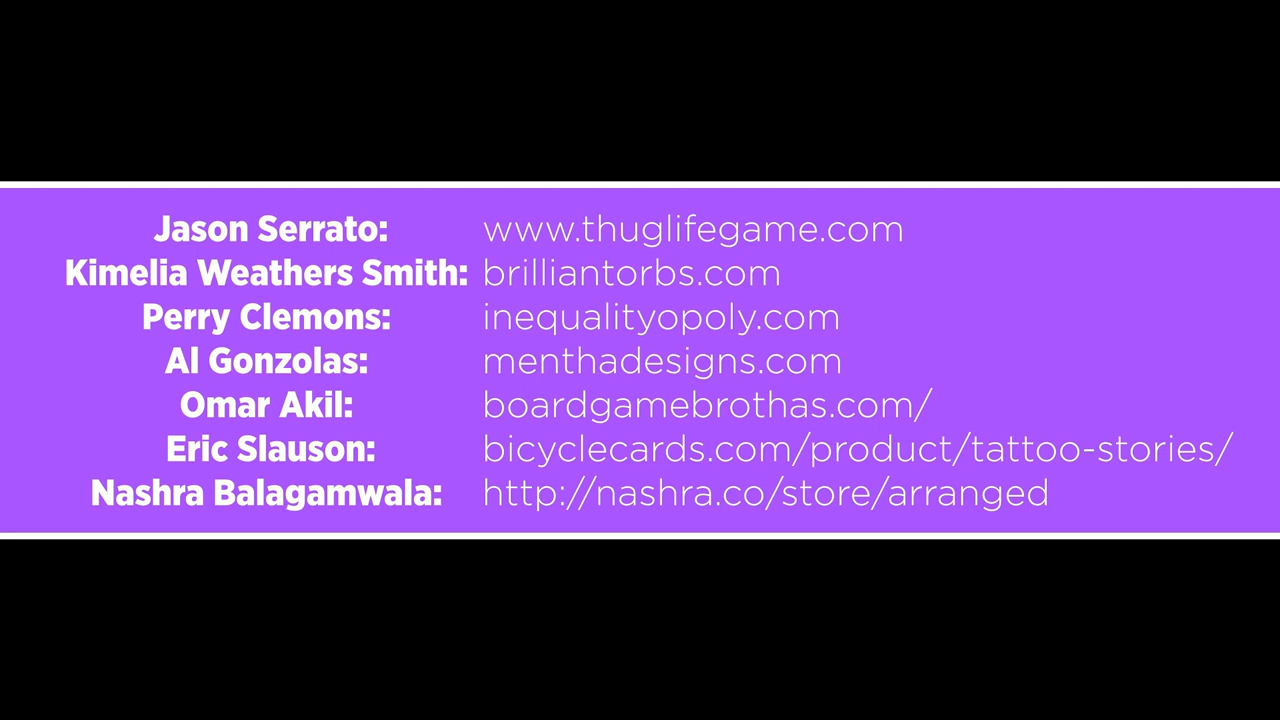 Jason Serrato: www.thuglifegame.com
Kimelia Weathers Smith: brilliantorbs.com
Perry Clemons: inequalityopoly.com
Al Gonzolas: menthadesigns.com
Omar Akil: boardgamebrothas.com/
Eric Slauson: bicyclecards.com/product/tattoo-stories/
Nashra Balagamwala: http://nashra.co/store/arranged